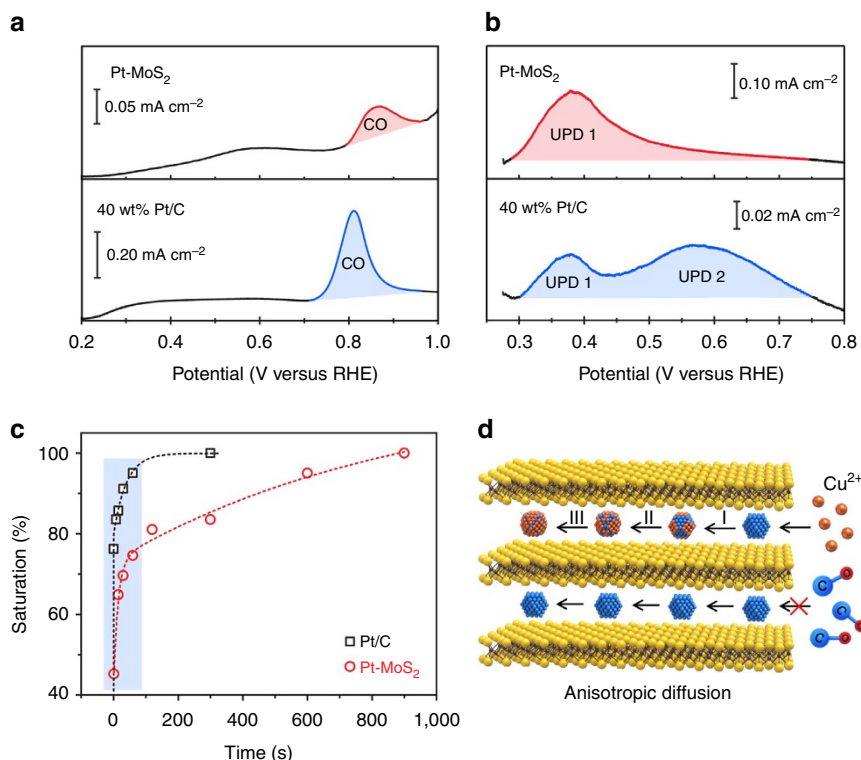 a
Pt-MoS₂
0.05 mA cm⁻²
CO
40 wt% Pt/C
0.20 mA cm⁻²
CO
0.2 0.4 0.6 0.8 1.0
Potential (V versus RHE)
b
Pt-MoS₂
0.10 mA cm⁻²
UPD 1
40 wt% Pt/C
0.02 mA cm⁻²
UPD 1 UPD 2
0.3 0.4 0.5 0.6 0.7 0.8
Potential (V versus RHE)
c
100
80
60
40
Saturation (%)
Pt/C
Pt-MoS₂
0 200 400 600 800 1,000
Time (s)
d
Cu²⁺
III II I
C O
C
C
Anisotropic diffusion